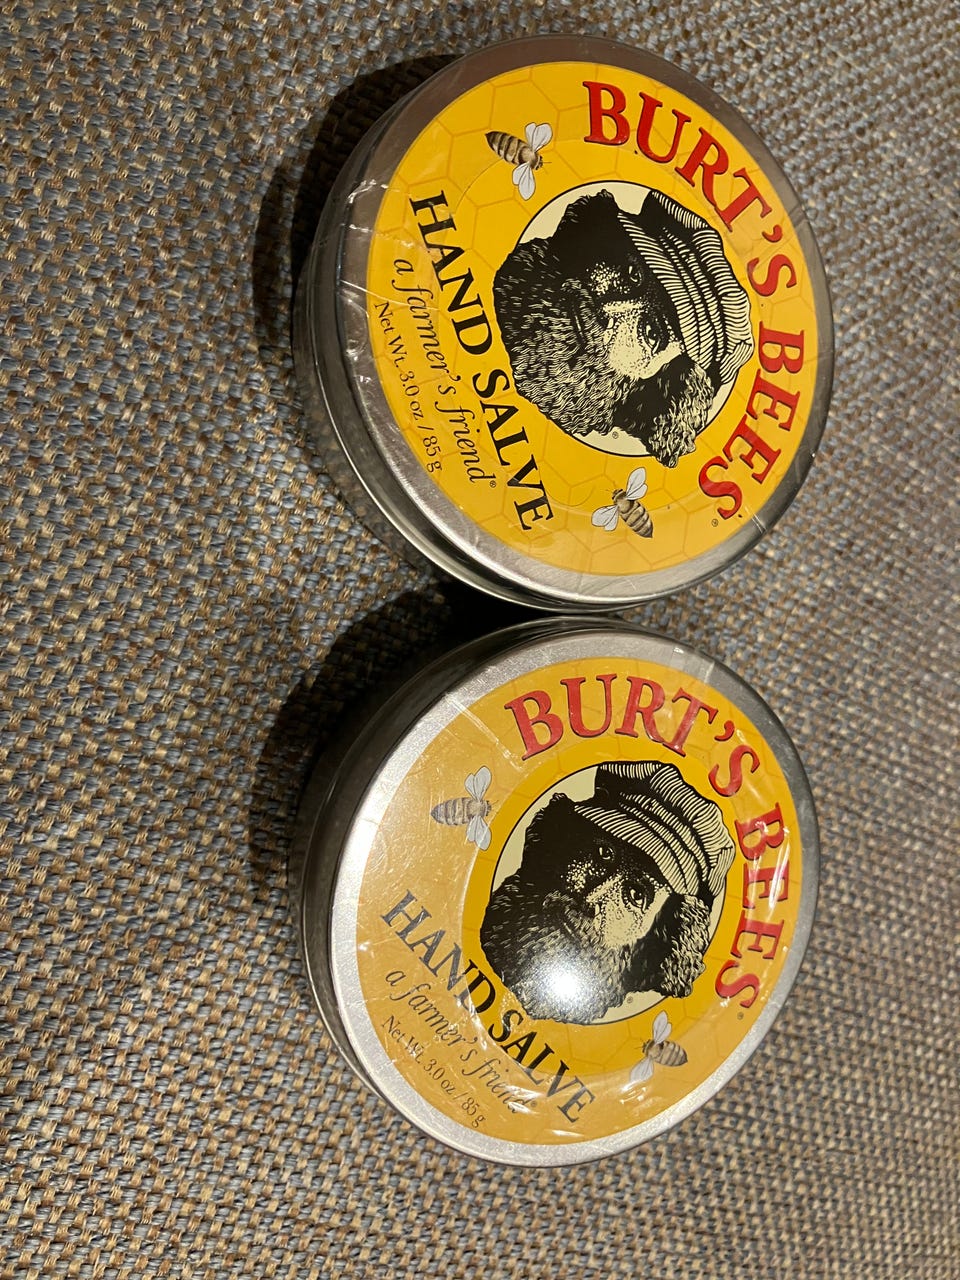 BURT'S BEES®
HAND SALVE
a farmer's friend®
Net Wt. 3.0 oz / 85 g
BURT'S BEES®
HAND SALVE
a farmer's friend
Net Wt. 3.0 oz / 85 g